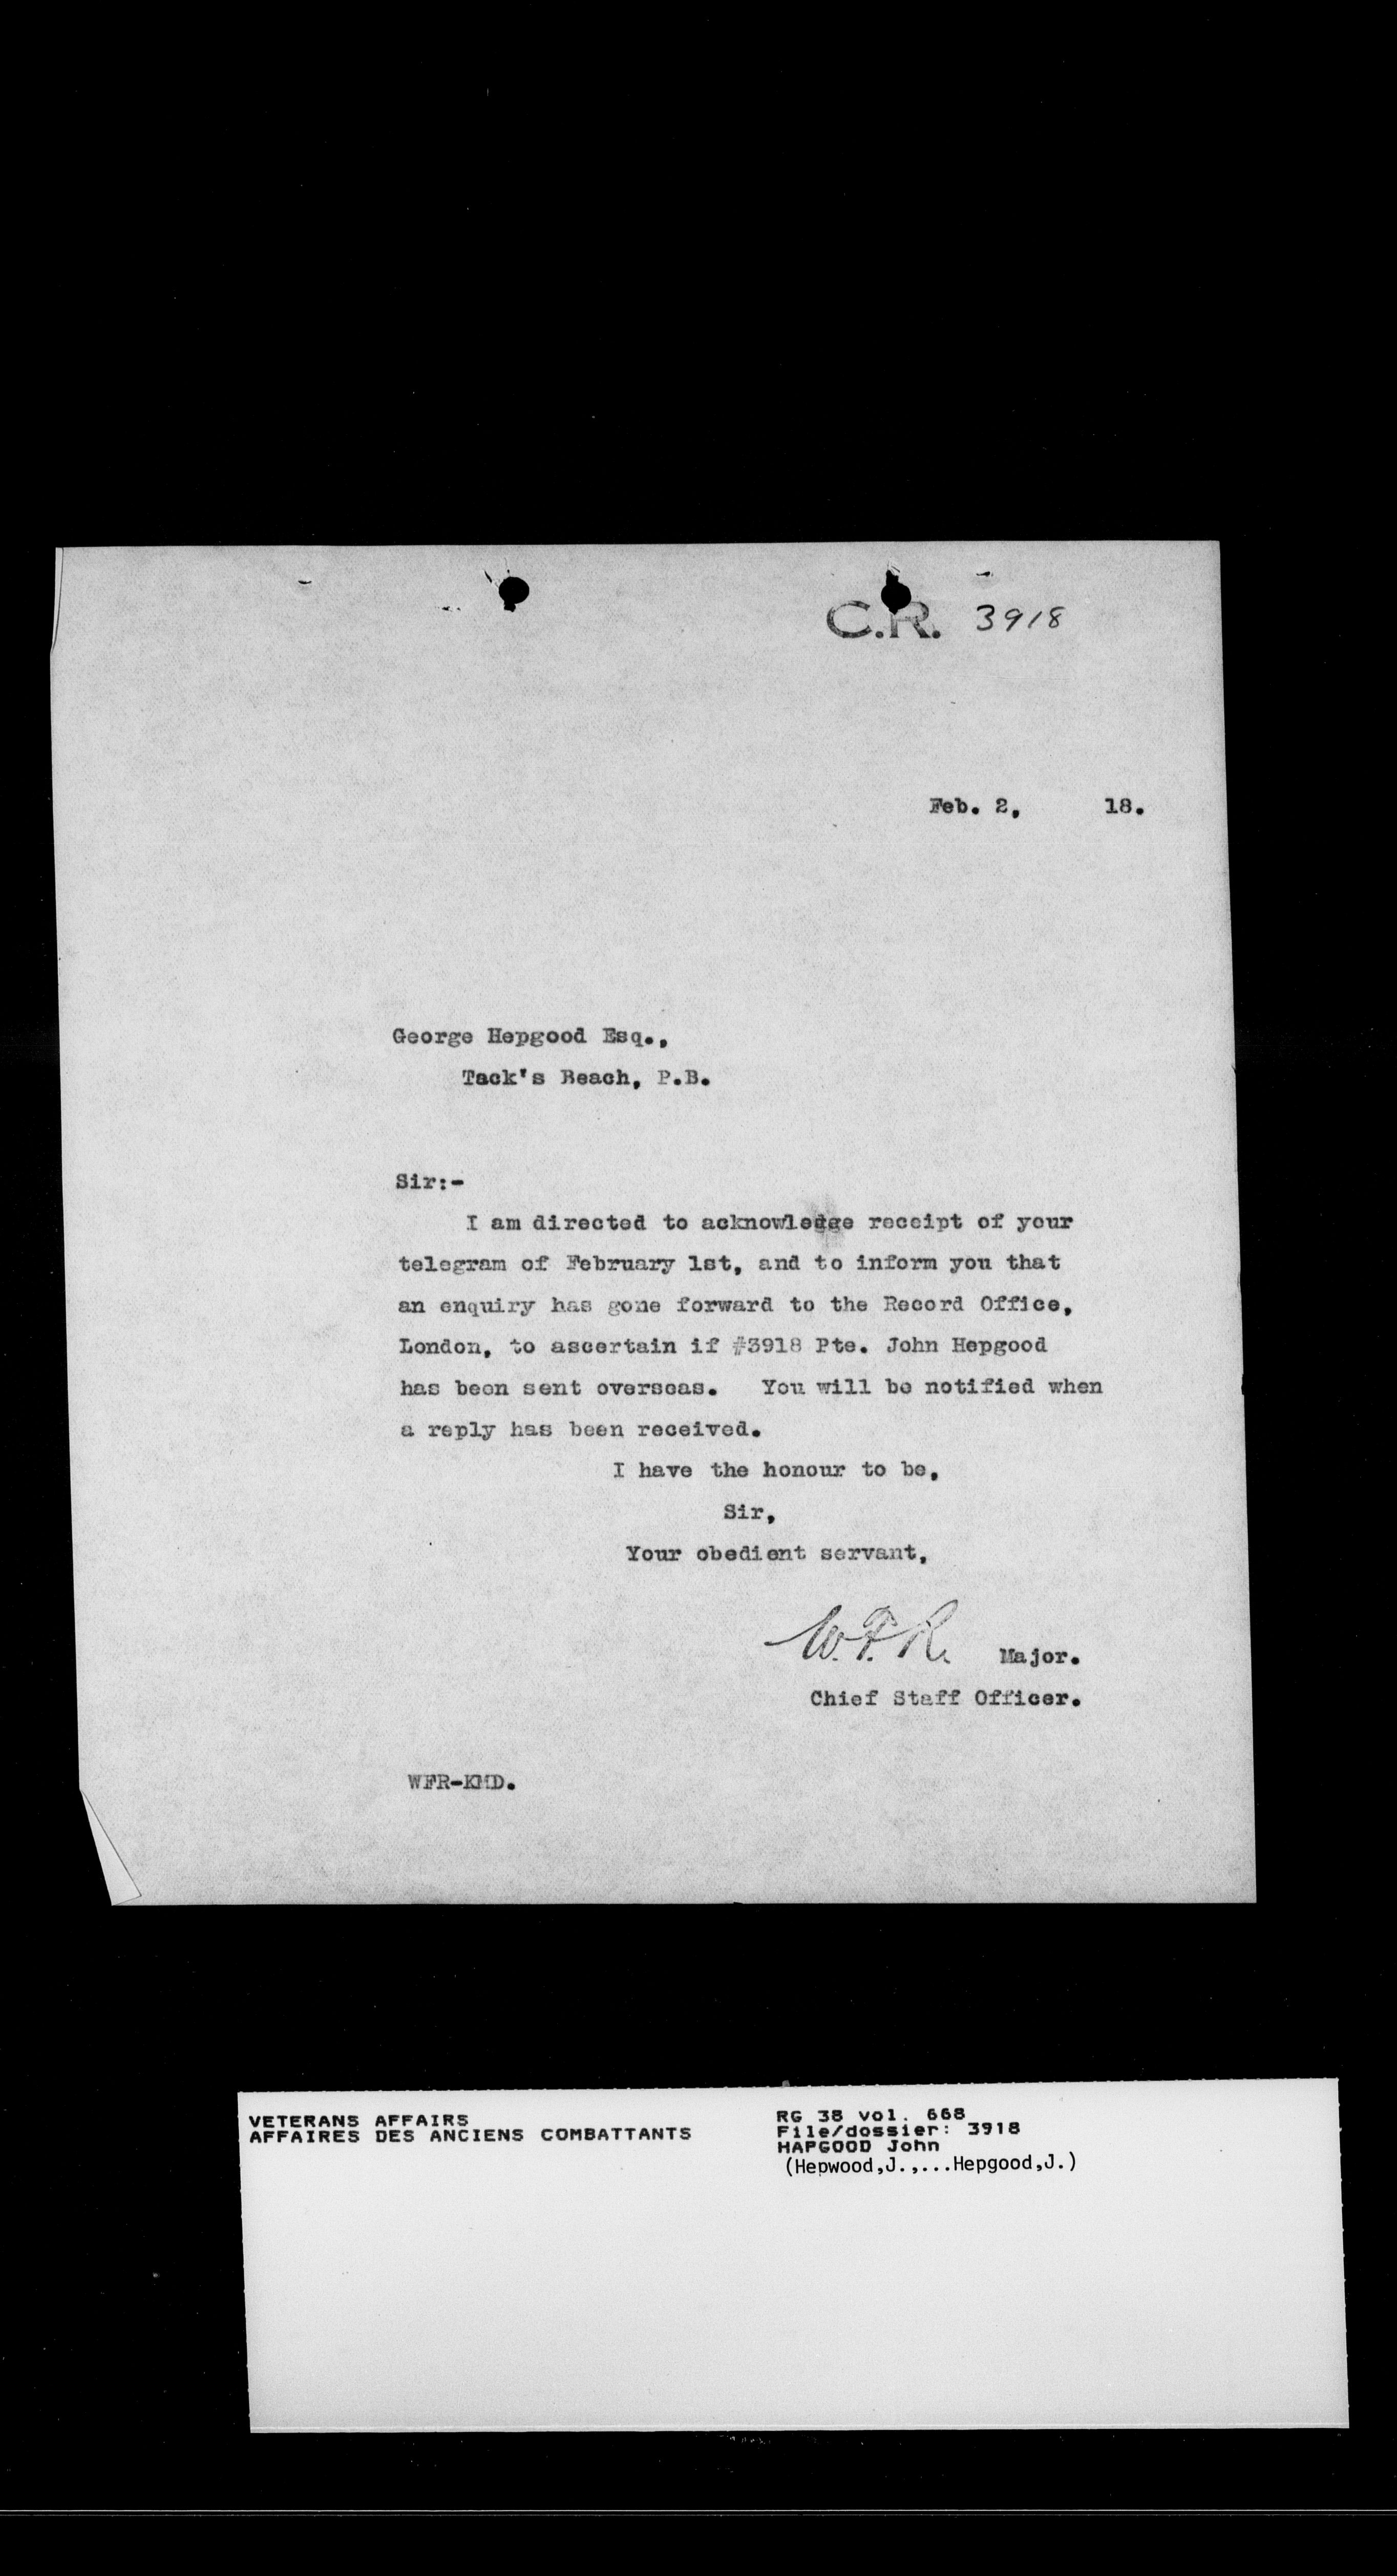 C.R. 3918
Feb. 2, 18.
George Hepgood Esq.,
Tack's Beach, P.B.
Sir:-
I am directed to acknowledge receipt of your
telegram of February 1st, and to inform you that
an enquiry has gone forward to the Record Office,
London, to ascertain if #3918 Pte. John Hepgood
has been sent overseas. You will be notified when
a reply has been received.
I have the honour to be,
Sir,
Your obedient servant,
W.F.R. Major.
Chief Staff Officer.
WFR-KMD.
VETERANS AFFAIRS
AFFAIRES DES ANCIENS COMBATTANTS
RG 38 vol. 668
File/dossier: 3918
HAPGOOD John
(Hepwood,J.,...Hepgood,J.)